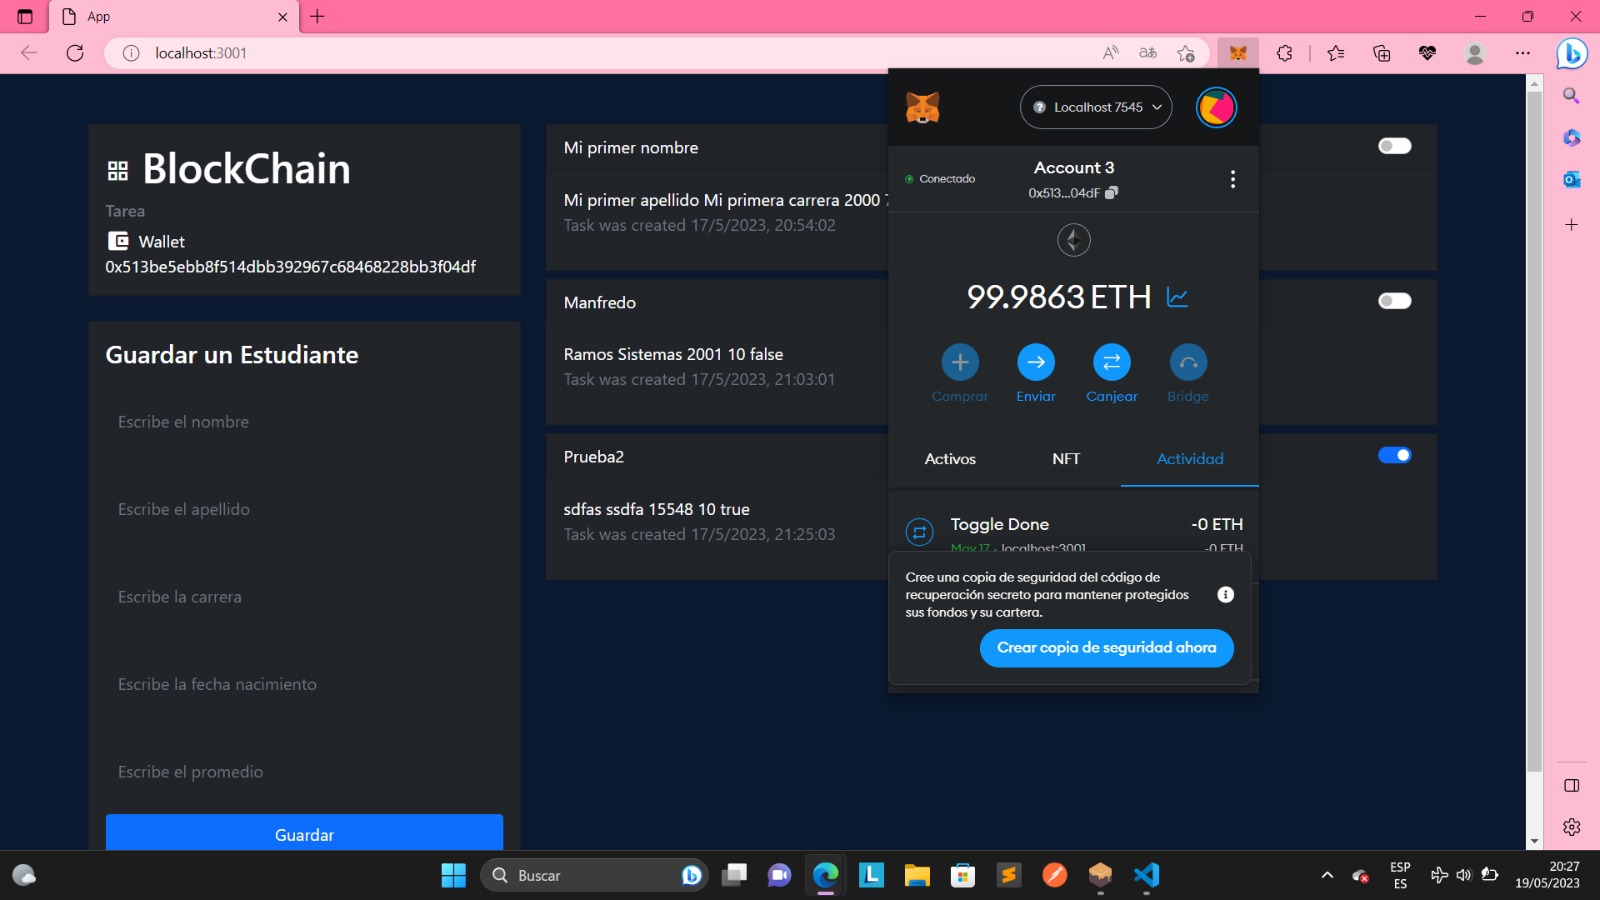 App
localhost:3001
BlockChain
Tarea
Wallet
0x513be5ebb8f514dbb392967c68468228bb3f04df
Guardar un Estudiante
Escribe el nombre
Escribe el apellido
Escribe la carrera
Escribe la fecha nacimiento
Escribe el promedio
Guardar
Mi primer nombre
Mi primer apellido Mi primera carrera 2000
Task was created 17/5/2023, 20:54:02
Manfredo
Ramos Sistemas 2001 10 false
Task was created 17/5/2023, 21:03:01
Prueba2
sdfas ssdfa 15548 10 true
Task was created 17/5/2023, 21:25:03
Localhost 7545
Conectado
Account 3
0x513...04dF
99.9863 ETH
Comprar
Enviar
Canjear
Bridge
Activos
NFT
Actividad
Toggle Done
-0 ETH
May 17 · localhost:3001
-0 ETH
Cree una copia de seguridad del código de
recuperación secreto para mantener protegidos
sus fondos y su cartera.
Crear copia de seguridad ahora
Buscar
ESP
ES
20:27
19/05/2023